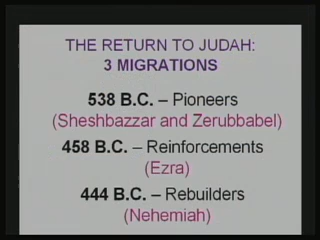 THE RETURN TO JUDAH:
3 MIGRATIONS
538 B.C. – Pioneers
(Sheshbazzar and Zerubbabel)
458 B.C. – Reinforcements
(Ezra)
444 B.C. – Rebuilders
(Nehemiah)